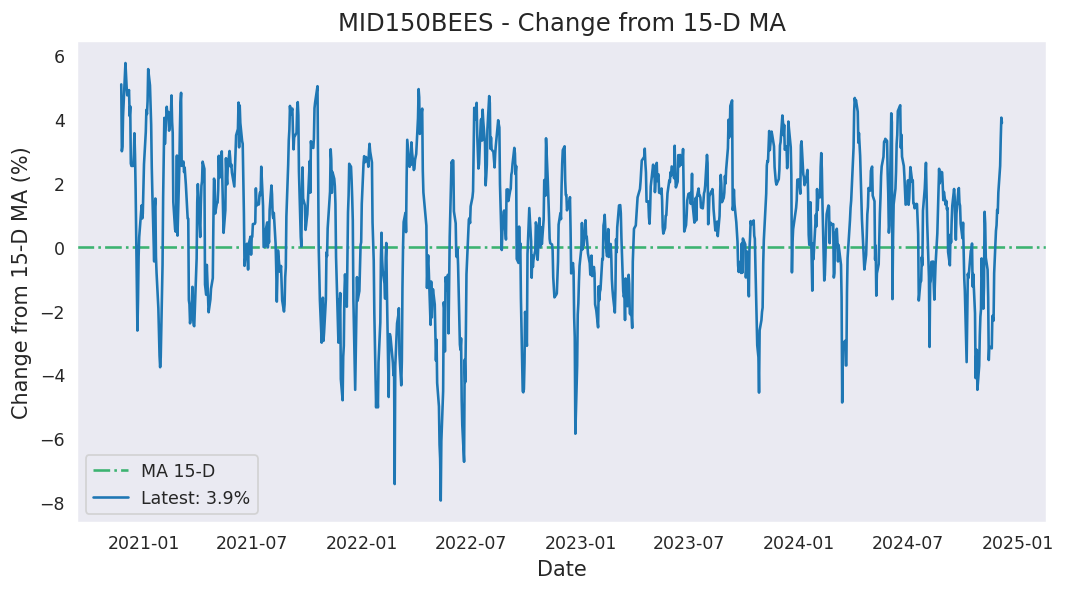 MID150BEES - Change from 15-D MA
Change from 15-D MA (%)
6
4
2
0
−2
−4
−6
−8
MA 15-D
Latest: 3.9%
2021-01 2021-07 2022-01 2022-07 2023-01 2023-07 2024-01 2024-07 2025-01
Date